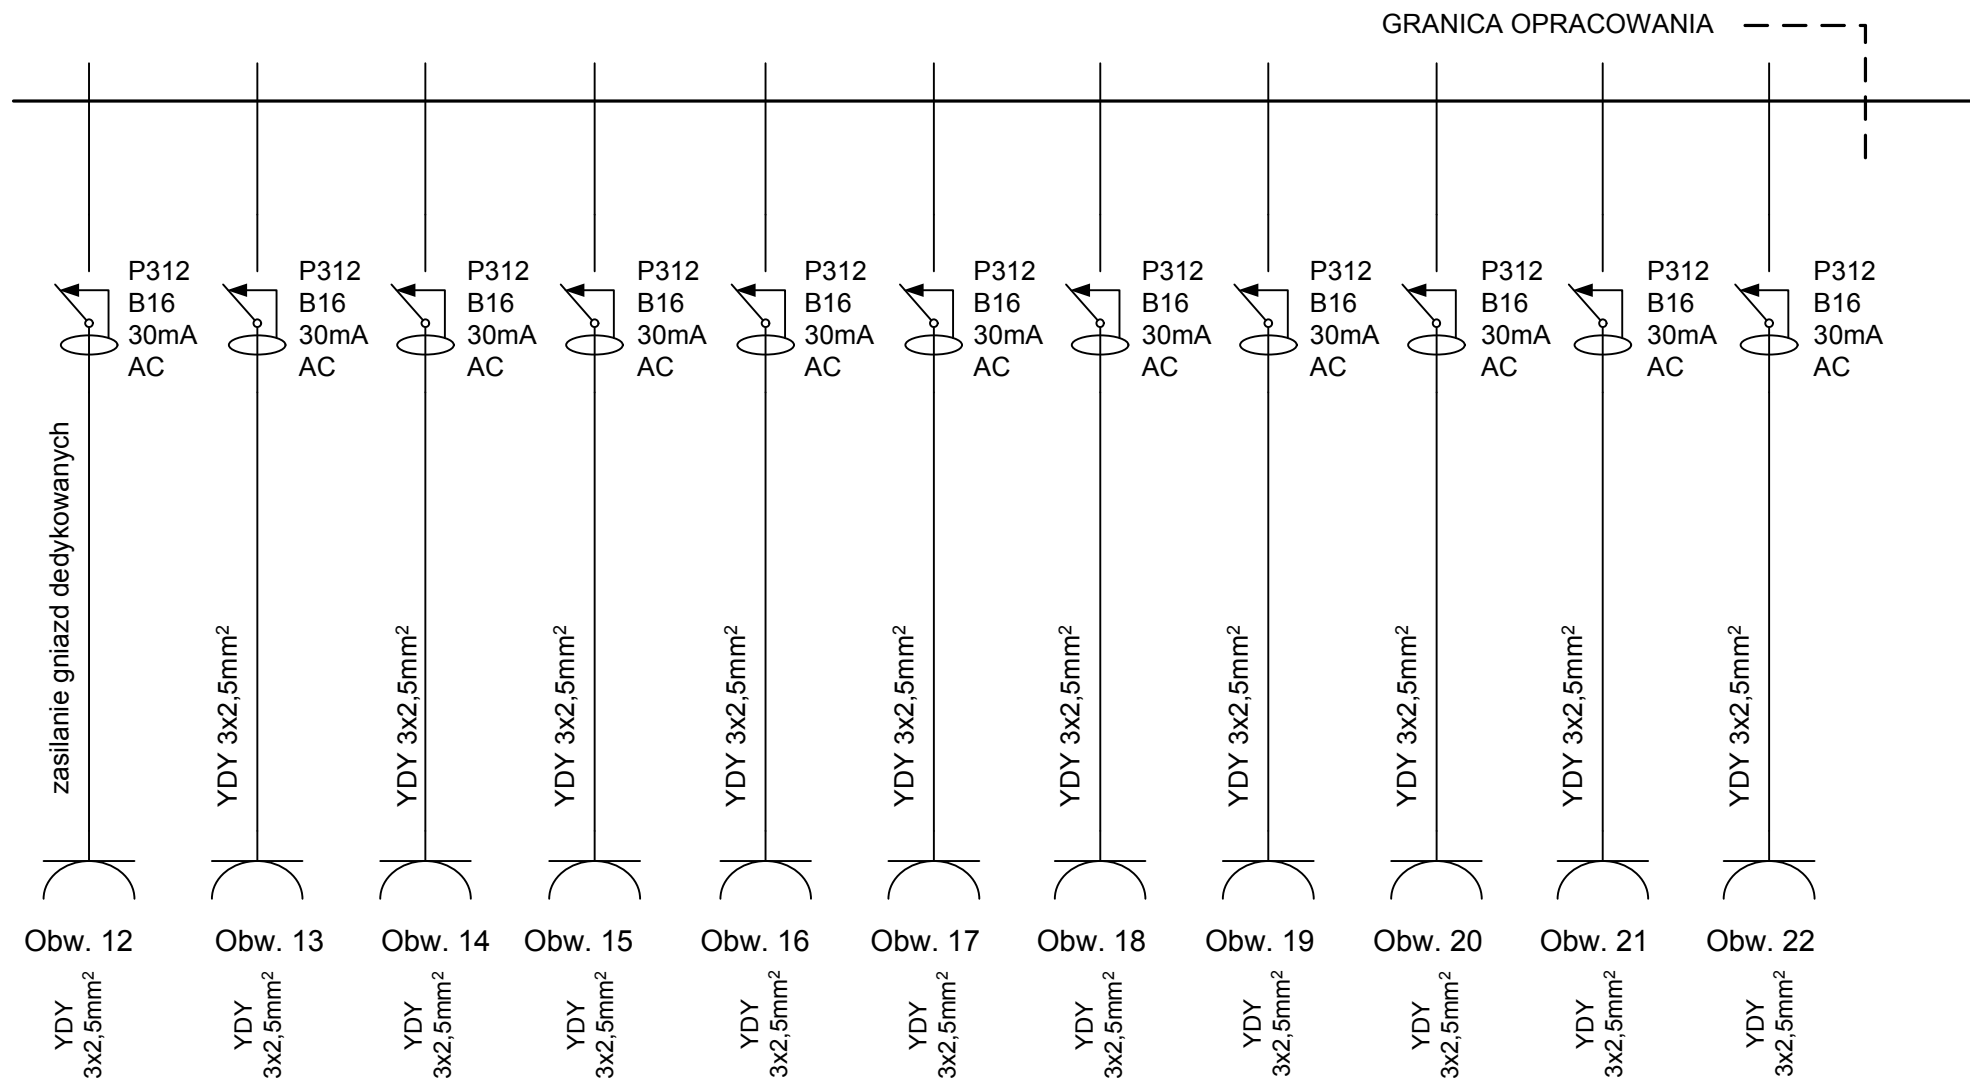 GRANICA OPRACOWANIA
P312
B16
30mA
AC
P312
B16
30mA
AC
P312
B16
30mA
AC
P312
B16
30mA
AC
P312
B16
30mA
AC
P312
B16
30mA
AC
P312
B16
30mA
AC
P312
B16
30mA
AC
P312
B16
30mA
AC
P312
B16
30mA
AC
P312
B16
30mA
AC
zasilanie gniazd dedykowanych
YDY 3x2,5mm²
YDY 3x2,5mm²
YDY 3x2,5mm²
YDY 3x2,5mm²
YDY 3x2,5mm²
YDY 3x2,5mm²
YDY 3x2,5mm²
YDY 3x2,5mm²
YDY 3x2,5mm²
YDY 3x2,5mm²
Obw. 12
Obw. 13
Obw. 14
Obw. 15
Obw. 16
Obw. 17
Obw. 18
Obw. 19
Obw. 20
Obw. 21
Obw. 22
YDY
3x2,5mm²
YDY
3x2,5mm²
YDY
3x2,5mm²
YDY
3x2,5mm²
YDY
3x2,5mm²
YDY
3x2,5mm²
YDY
3x2,5mm²
YDY
3x2,5mm²
YDY
3x2,5mm²
YDY
3x2,5mm²
YDY
3x2,5mm²